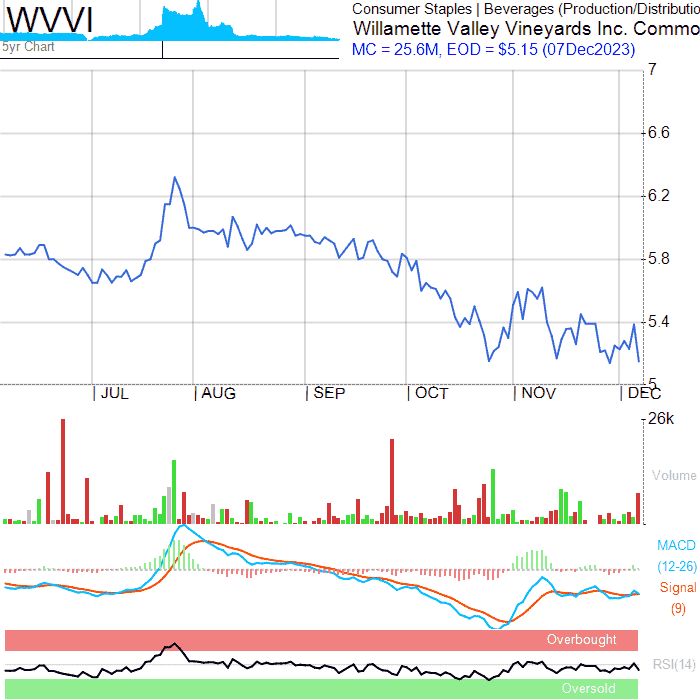 WVVI
5yr Chart
Consumer Staples | Beverages (Production/Distributio
Willamette Valley Vineyards Inc. Commo
MC = 25.6M, EOD = $5.15 (07Dec2023)
7
6.6
6.2
5.8
5.4
5
JUL AUG SEP OCT NOV DEC
26k
Volume
MACD
(12-26)
Signal
(9)
Overbought
RSI(14)
Oversold